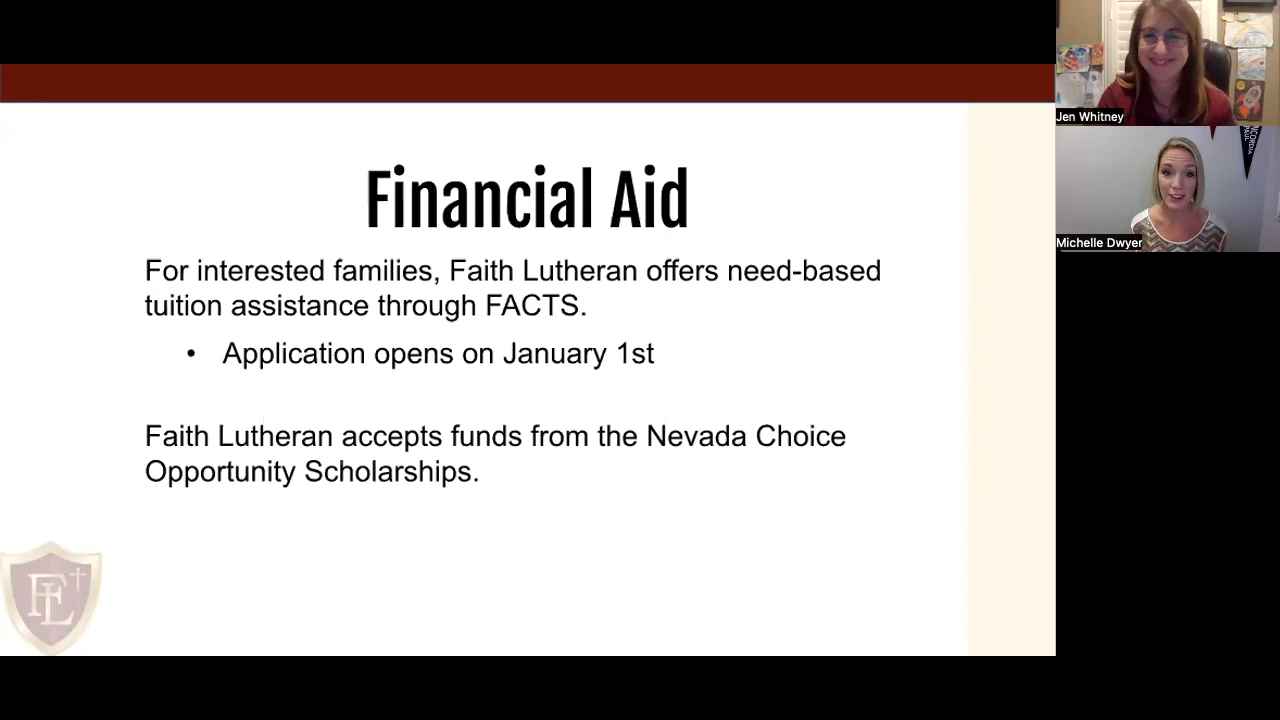 Financial Aid
For interested families, Faith Lutheran offers need-based
tuition assistance through FACTS.
• Application opens on January 1st
Faith Lutheran accepts funds from the Nevada Choice
Opportunity Scholarships.
FL
Jen Whitney
Michelle Dwyer